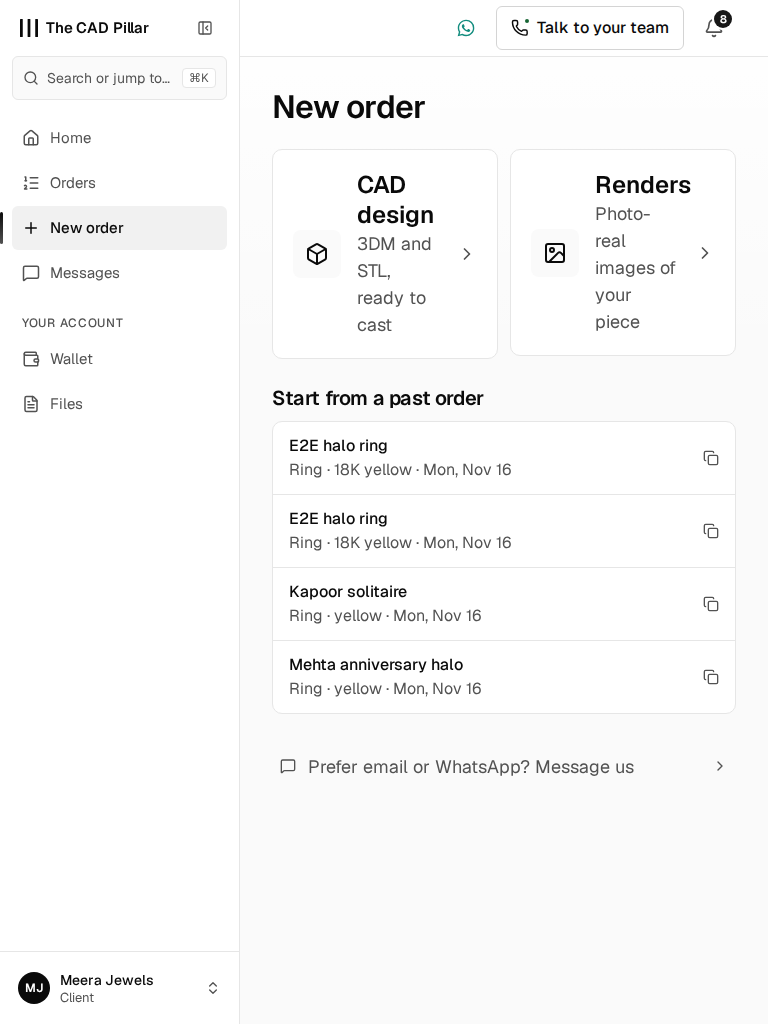 The CAD Pillar
Search or jump to... ⌘K
Home
Orders
New order
Messages
YOUR ACCOUNT
Wallet
Files
MJ
Meera Jewels
Client
Talk to your team
8
New order
CAD
design
3DM and
STL,
ready to
cast
Renders
Photo-
real
images of
your
piece
Start from a past order
E2E halo ring
Ring · 18K yellow · Mon, Nov 16
E2E halo ring
Ring · 18K yellow · Mon, Nov 16
Kapoor solitaire
Ring · yellow · Mon, Nov 16
Mehta anniversary halo
Ring · yellow · Mon, Nov 16
Prefer email or WhatsApp? Message us